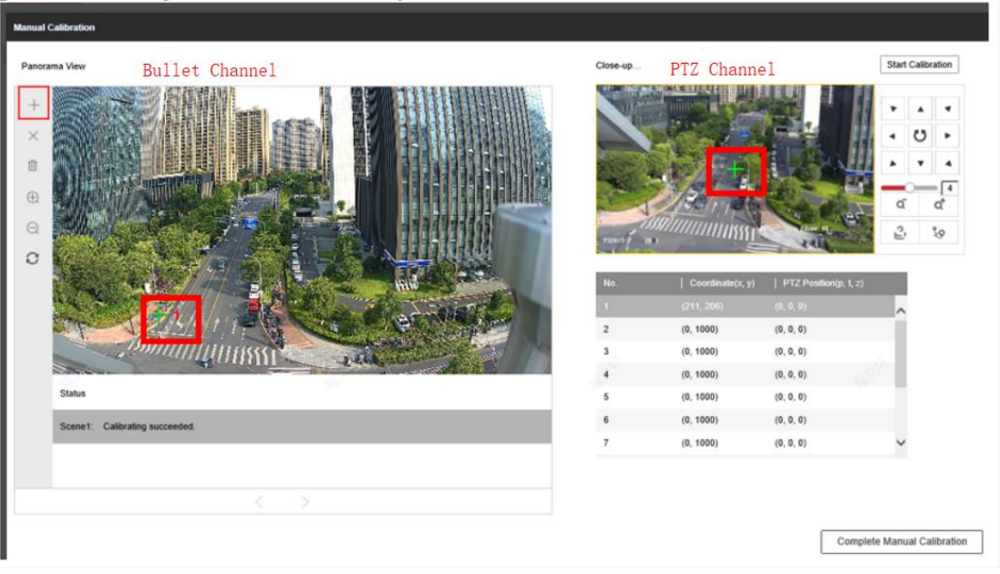 Manual Calibration
Panorama View
Bullet Channel
Close-up...
PTZ Channel
Start Calibration
4
No.
Coordinate(x, y)
PTZ Position(p, t, z)
1
(211, 206)
(0, 0, 0)
2
(0, 1000)
(0, 0, 0)
3
(0, 1000)
(0, 0, 0)
4
(0, 1000)
(0, 0, 0)
5
(0, 1000)
(0, 0, 0)
6
(0, 1000)
(0, 0, 0)
7
(0, 1000)
(0, 0, 0)
Status
Scene1: Calibrating succeeded.
Complete Manual Calibration